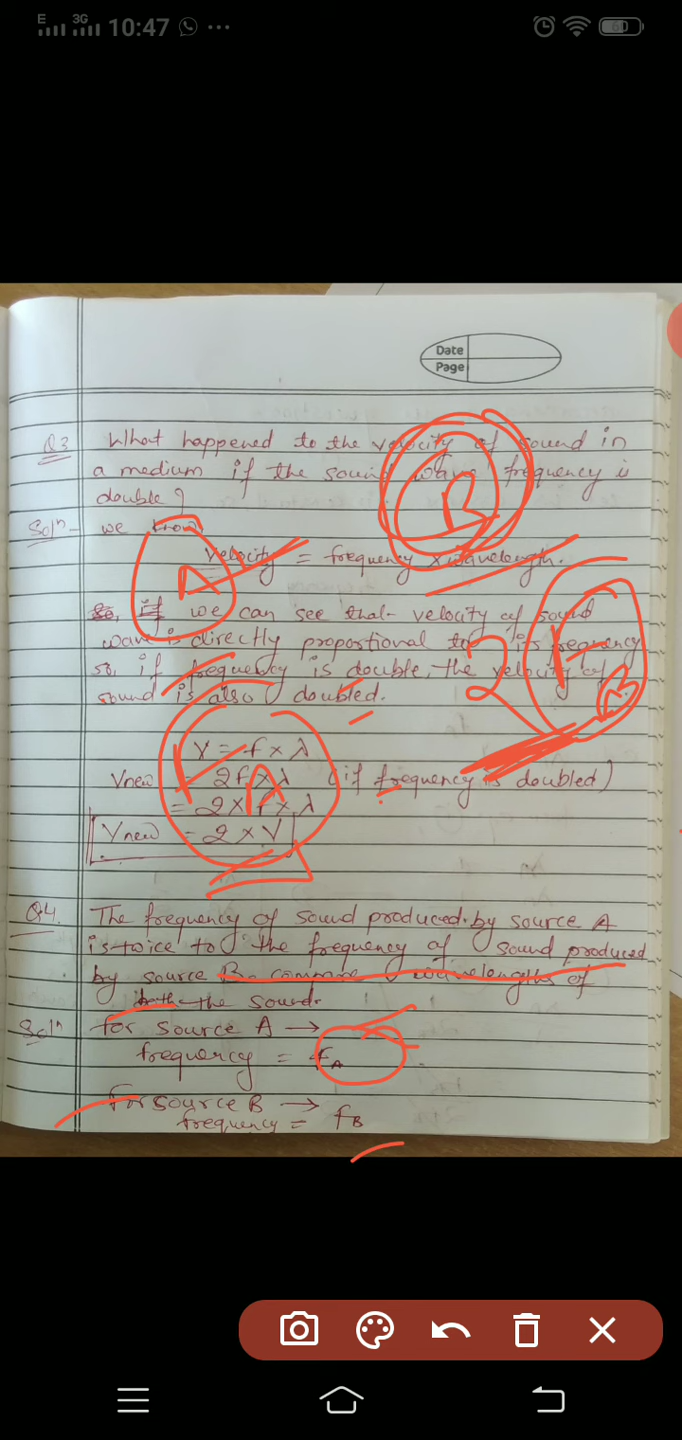 E 3G 10:47
Date
Page
Q3 What happened to the velocity of sound in
a medium if the sound wave frequency is
double?
Soln- we know
Velocity = frequency x wavelength.
So, if we can see that velocity of sound
wave is directly proportional to its frequency
so, if frequency is double, the velocity of
sound is also doubled.
V = f x λ
Vnew = 2f x λ (if frequency is doubled)
= 2 x f x λ
Vnew = 2 x V
Q4. The frequency of sound produced by source A
is twice to the frequency of sound produced
by source B. wavelengths of
the sound.
Soln for source A →
frequency = fA
for source B →
frequency = fB
B
A
2 F
B
F
A